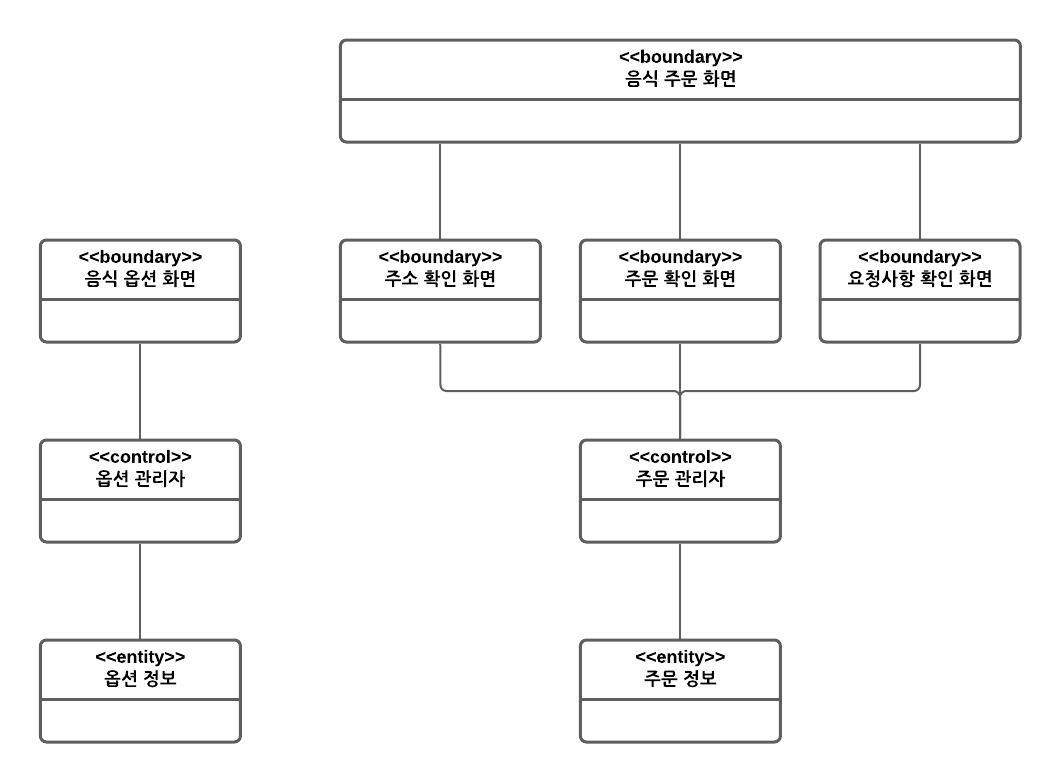 <<boundary>>
음식 주문 화면
<<boundary>>
음식 옵션 화면
<<boundary>>
주소 확인 화면
<<boundary>>
주문 확인 화면
<<boundary>>
요청사항 확인 화면
<<control>>
옵션 관리자
<<control>>
주문 관리자
<<entity>>
옵션 정보
<<entity>>
주문 정보